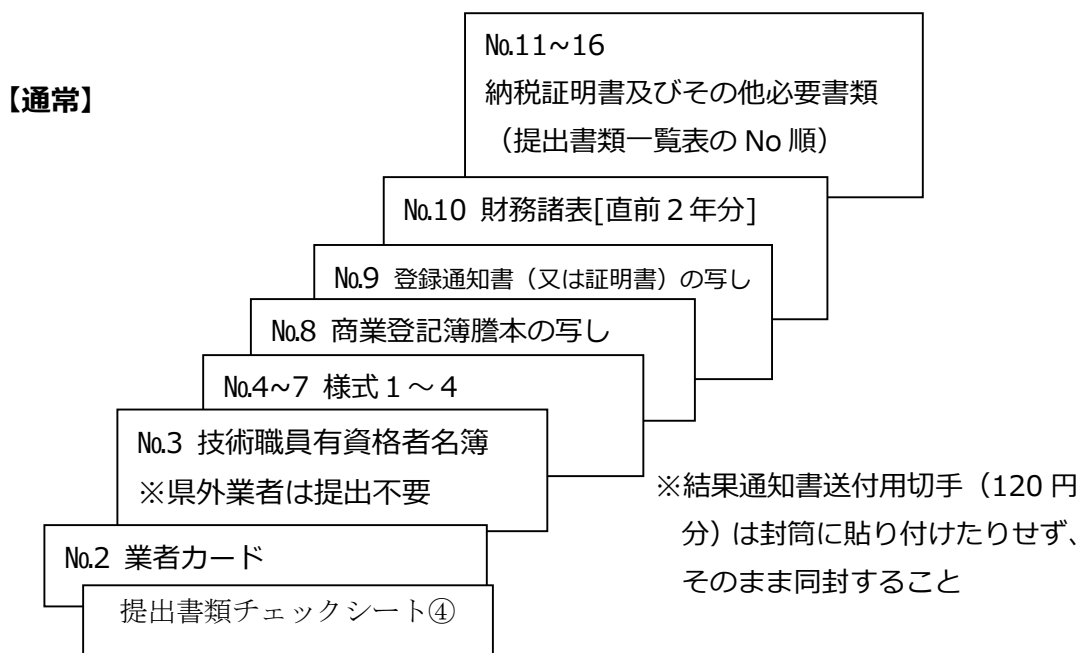 【通常】
№11~16
納税証明書及びその他必要書類
（提出書類一覧表の No 順）
№10 財務諸表[直前２年分]
№9 登録通知書（又は証明書）の写し
№8 商業登記簿謄本の写し
№4~7 様式１～４
№3 技術職員有資格者名簿
※県外業者は提出不要
№2 業者カード
提出書類チェックシート④
※結果通知書送付用切手（120 円
分）は封筒に貼り付けたりせず、
そのまま同封すること